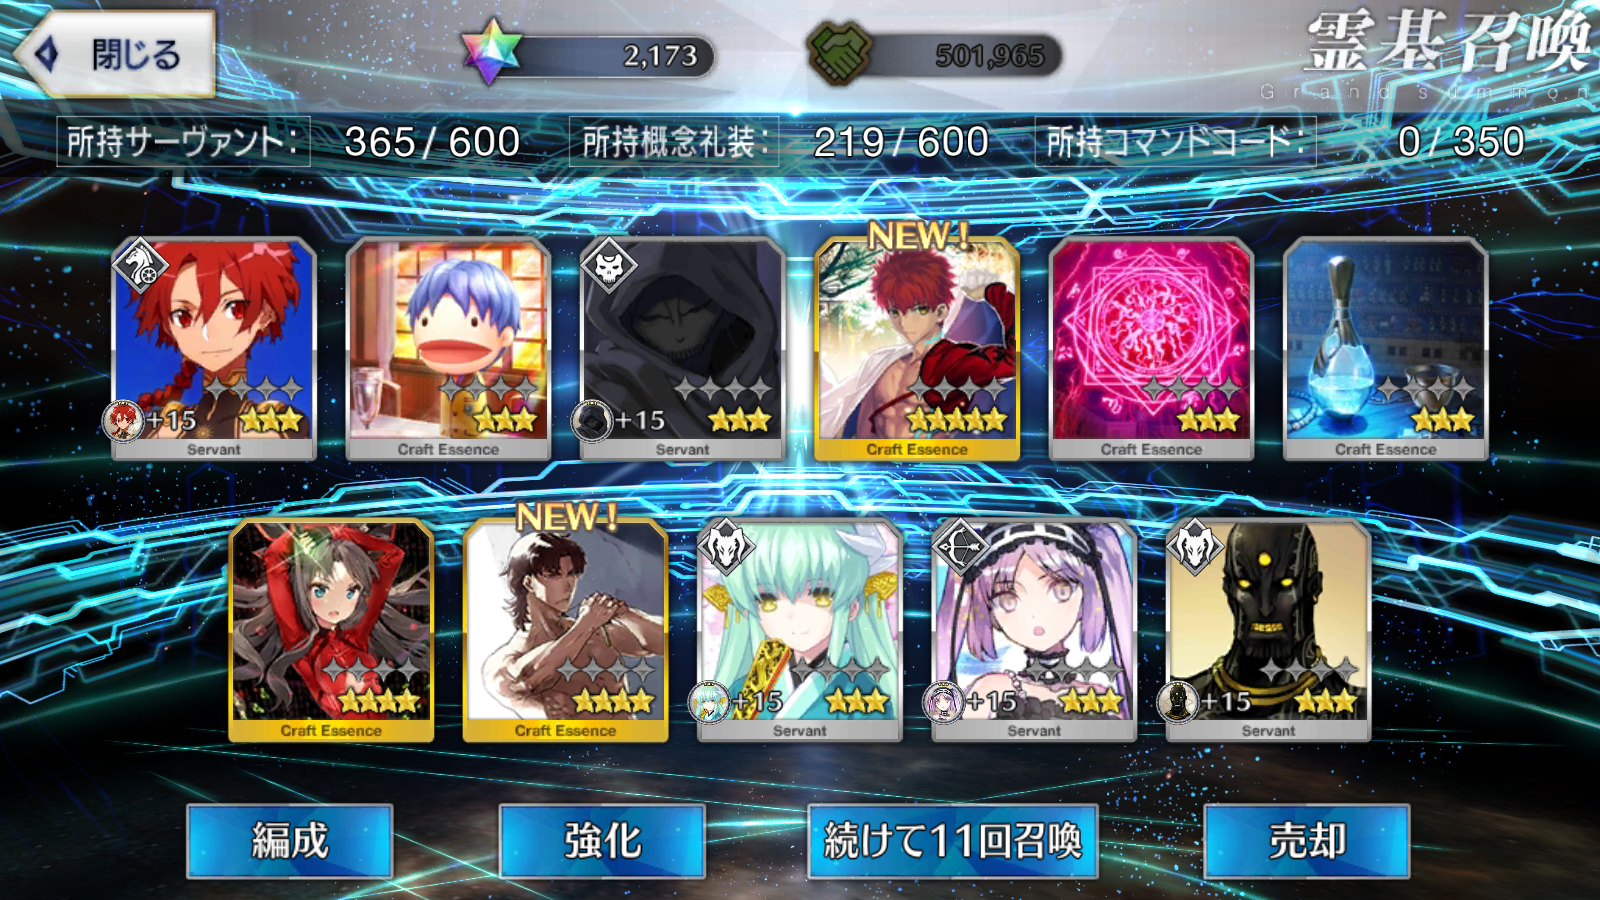 閉じる
2,173
501,965
霊基召喚
Grand summon
所持サーヴァント: 365 / 600
所持概念礼装: 219 / 600
所持コマンドコード: 0 / 350
NEW!
+15
+15
Servant
Craft Essence
Servant
Craft Essence
Craft Essence
Craft Essence
NEW!
+15
+15
+15
Craft Essence
Craft Essence
Servant
Servant
Servant
編成
強化
続けて11回召喚
売却